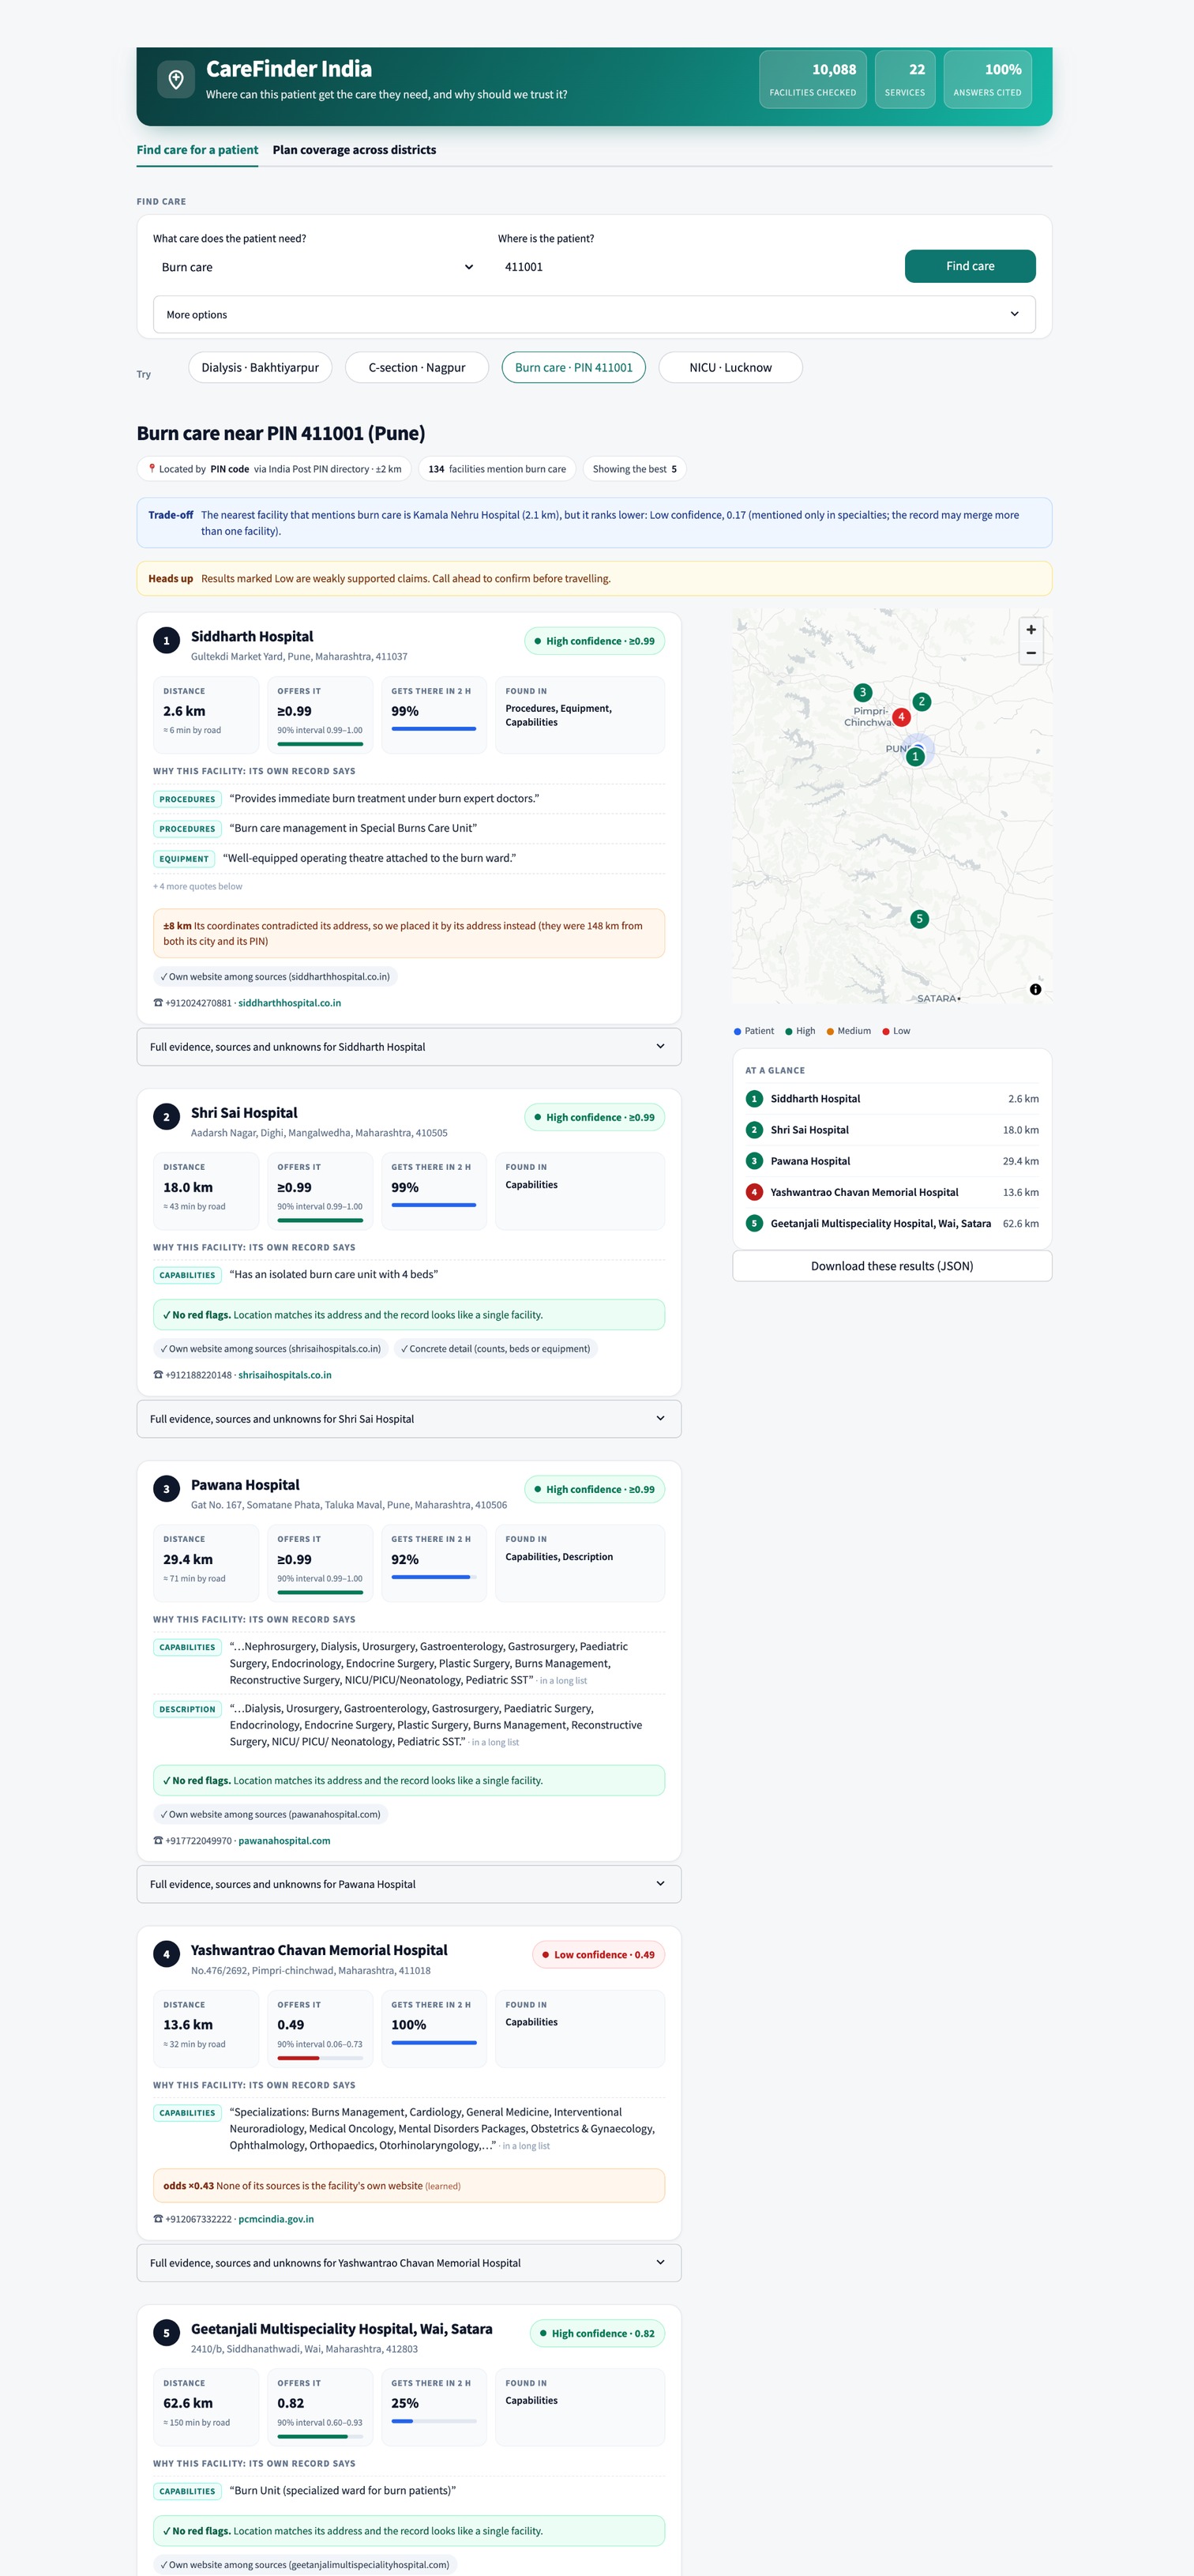 CareFinder India
Where can this patient get the care they need, and why should we trust it?
10,088
FACILITIES CHECKED
22
SERVICES
100%
ANSWERS CITED
Find care for a patient
Plan coverage across districts
FIND CARE
What care does the patient need?
Where is the patient?
Burn care
411001
Find care
More options
Try
Dialysis · Bakhtiyarpur
C-section · Nagpur
Burn care · PIN 411001
NICU · Lucknow
Burn care near PIN 411001 (Pune)
📍 Located by PIN code via India Post PIN directory · ±2 km
134 facilities mention burn care
Showing the best 5
Trade-off The nearest facility that mentions burn care is Kamala Nehru Hospital (2.1 km), but it ranks lower: Low confidence, 0.17 (mentioned only in specialties; the record may merge more
than one facility).
Heads up Results marked Low are weakly supported claims. Call ahead to confirm before travelling.
1
Siddharth Hospital
High confidence · ≥0.99
Gultekdi Market Yard, Pune, Maharashtra, 411037
DISTANCE
2.6 km
≈ 6 min by road
OFFERS IT
≥0.99
90% interval 0.99–1.00
GETS THERE IN 2 H
99%
FOUND IN
Procedures, Equipment,
Capabilities
WHY THIS FACILITY: ITS OWN RECORD SAYS
PROCEDURES “Provides immediate burn treatment under burn expert doctors.”
PROCEDURES “Burn care management in Special Burns Care Unit”
EQUIPMENT “Well-equipped operating theatre attached to the burn ward.”
+ 4 more quotes below
±8 km Its coordinates contradicted its address, so we placed it by its address instead (they were 148 km from
both its city and its PIN)
✓ Own website among sources (siddharthhospital.co.in)
☎ +912024270881 · siddharthhospital.co.in
Full evidence, sources and unknowns for Siddharth Hospital
2
Shri Sai Hospital
High confidence · ≥0.99
Aadarsh Nagar, Dighi, Mangalwedha, Maharashtra, 410505
DISTANCE
18.0 km
≈ 43 min by road
OFFERS IT
≥0.99
90% interval 0.99–1.00
GETS THERE IN 2 H
99%
FOUND IN
Capabilities
WHY THIS FACILITY: ITS OWN RECORD SAYS
CAPABILITIES “Has an isolated burn care unit with 4 beds”
✓ No red flags. Location matches its address and the record looks like a single facility.
✓ Own website among sources (shrisaihospitals.co.in)
✓ Concrete detail (counts, beds or equipment)
☎ +912188220148 · shrisaihospitals.co.in
Full evidence, sources and unknowns for Shri Sai Hospital
3
Pawana Hospital
High confidence · ≥0.99
Gat No. 167, Somatane Phata, Taluka Maval, Pune, Maharashtra, 410506
DISTANCE
29.4 km
≈ 71 min by road
OFFERS IT
≥0.99
90% interval 0.99–1.00
GETS THERE IN 2 H
92%
FOUND IN
Capabilities, Description
WHY THIS FACILITY: ITS OWN RECORD SAYS
CAPABILITIES “…Nephrosurgery, Dialysis, Urosurgery, Gastroenterology, Gastrosurgery, Paediatric
Surgery, Endocrinology, Endocrine Surgery, Plastic Surgery, Burns Management,
Reconstructive Surgery, NICU/PICU/Neonatology, Pediatric SST” · in a long list
DESCRIPTION “…Dialysis, Urosurgery, Gastroenterology, Gastrosurgery, Paediatric Surgery,
Endocrinology, Endocrine Surgery, Plastic Surgery, Burns Management, Reconstructive
Surgery, NICU/ PICU/ Neonatology, Pediatric SST.” · in a long list
✓ No red flags. Location matches its address and the record looks like a single facility.
✓ Own website among sources (pawanahospital.com)
☎ +917722049970 · pawanahospital.com
Full evidence, sources and unknowns for Pawana Hospital
4
Yashwantrao Chavan Memorial Hospital
Low confidence · 0.49
No.476/2692, Pimpri-chinchwad, Maharashtra, 411018
DISTANCE
13.6 km
≈ 32 min by road
OFFERS IT
0.49
90% interval 0.06–0.73
GETS THERE IN 2 H
100%
FOUND IN
Capabilities
WHY THIS FACILITY: ITS OWN RECORD SAYS
CAPABILITIES “Specializations: Burns Management, Cardiology, General Medicine, Interventional
Neuroradiology, Medical Oncology, Mental Disorders Packages, Obstetrics & Gynaecology,
Ophthalmology, Orthopaedics, Otorhinolaryngology,…” · in a long list
odds ×0.43 None of its sources is the facility's own website (learned)
☎ +912067332222 · pcmcindia.gov.in
Full evidence, sources and unknowns for Yashwantrao Chavan Memorial Hospital
5
Geetanjali Multispeciality Hospital, Wai, Satara
High confidence · 0.82
2410/b, Siddhanathwadi, Wai, Maharashtra, 412803
DISTANCE
62.6 km
≈ 150 min by road
OFFERS IT
0.82
90% interval 0.60–0.93
GETS THERE IN 2 H
25%
FOUND IN
Capabilities
WHY THIS FACILITY: ITS OWN RECORD SAYS
CAPABILITIES “Burn Unit (specialized ward for burn patients)”
✓ No red flags. Location matches its address and the record looks like a single facility.
✓ Own website among sources (geetanjalimultispecialityhospital.com)
+
−
3
2
Pimpri-
4
Chinchwa
PUN
1
5
SATARA
Patient
High
Medium
Low
AT A GLANCE
1 Siddharth Hospital 2.6 km
2 Shri Sai Hospital 18.0 km
3 Pawana Hospital 29.4 km
4 Yashwantrao Chavan Memorial Hospital 13.6 km
5 Geetanjali Multispeciality Hospital, Wai, Satara 62.6 km
Download these results (JSON)